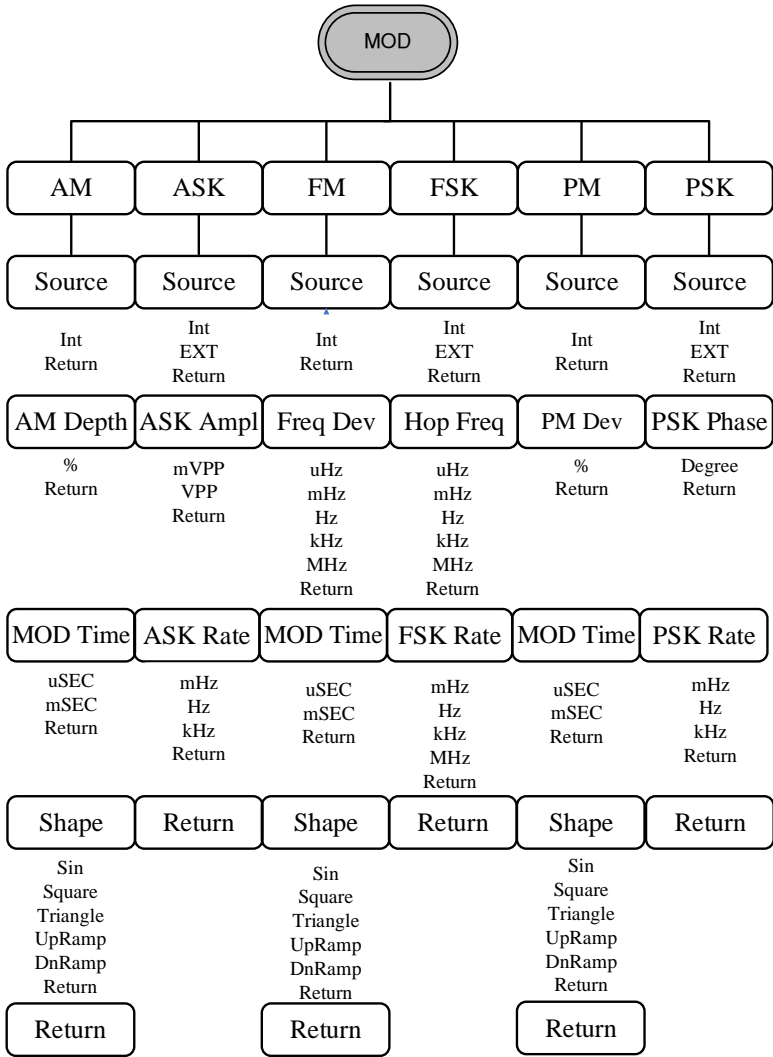 MOD
AM ASK FM FSK PM PSK
Source Source Source Source Source Source
Int
Return
Int
EXT
Return
Int
Return
Int
EXT
Return
Int
Return
Int
EXT
Return
AM Depth ASK Ampl Freq Dev Hop Freq PM Dev PSK Phase
%
Return
mVPP
VPP
Return
uHz
mHz
Hz
kHz
MHz
Return
uHz
mHz
Hz
kHz
MHz
Return
%
Return
Degree
Return
MOD Time ASK Rate MOD Time FSK Rate MOD Time PSK Rate
uSEC
mSEC
Return
mHz
Hz
kHz
Return
uSEC
mSEC
Return
mHz
Hz
kHz
MHz
Return
uSEC
mSEC
Return
mHz
Hz
kHz
Return
Shape Return Shape Return Shape Return
Sin
Square
Triangle
UpRamp
DnRamp
Return
Sin
Square
Triangle
UpRamp
DnRamp
Return
Sin
Square
Triangle
UpRamp
DnRamp
Return
Return Return Return